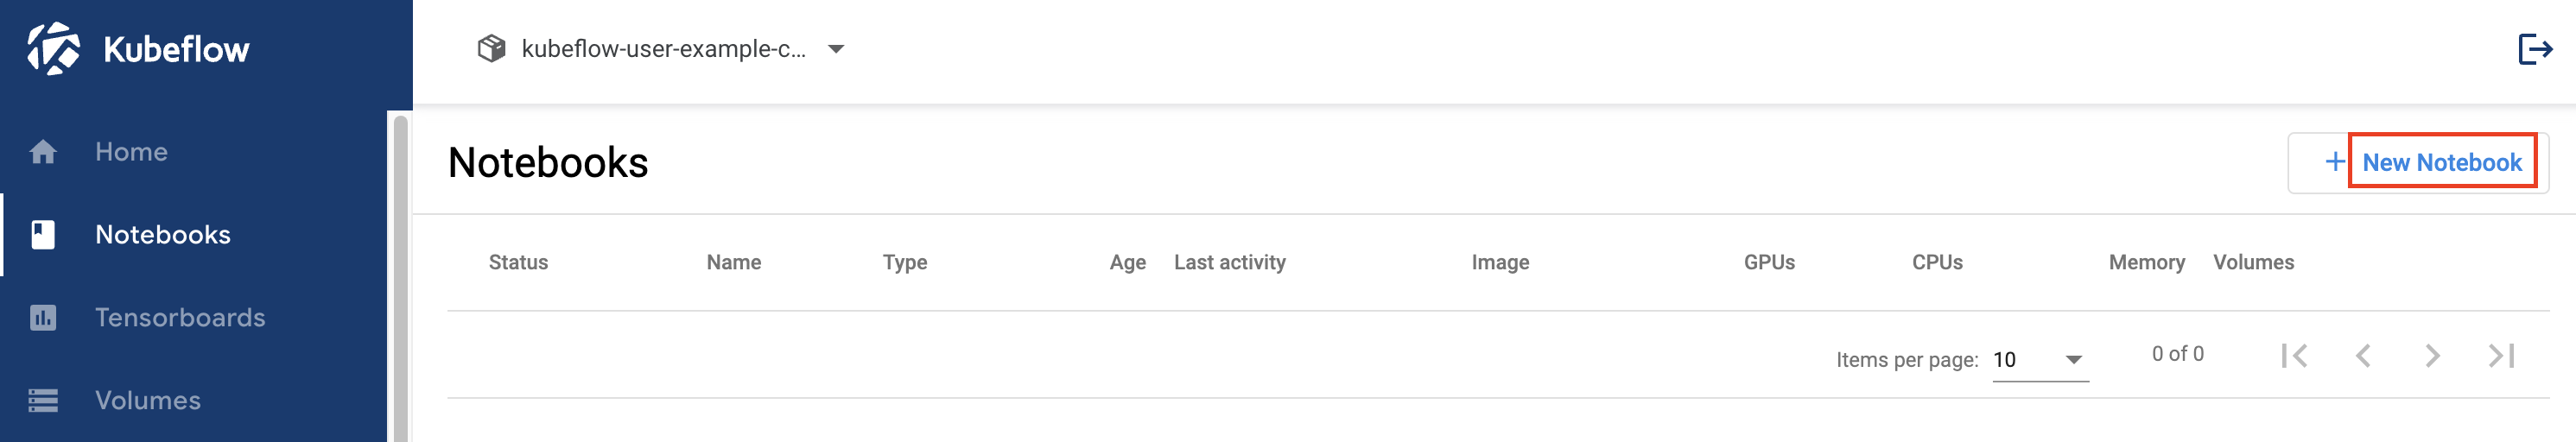 Kubeflow
kubeflow-user-example-c...
Home
Notebooks
Tensorboards
Volumes
Notebooks
+ New Notebook
Status Name Type Age Last activity Image GPUs CPUs Memory Volumes
Items per page: 10 0 of 0